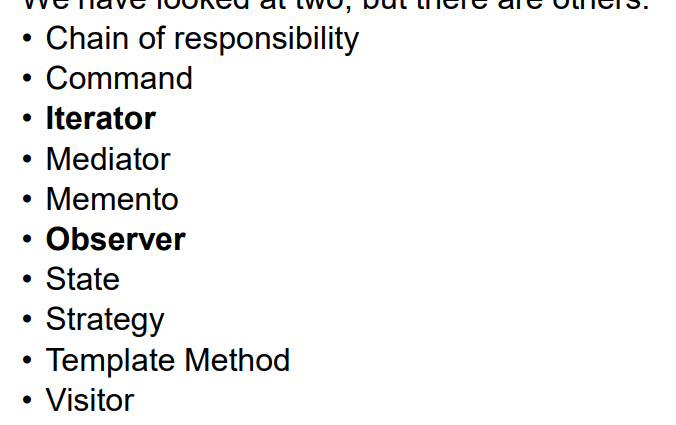 We have looked at two, but there are others:
• Chain of responsibility
• Command
• Iterator
• Mediator
• Memento
• Observer
• State
• Strategy
• Template Method
• Visitor